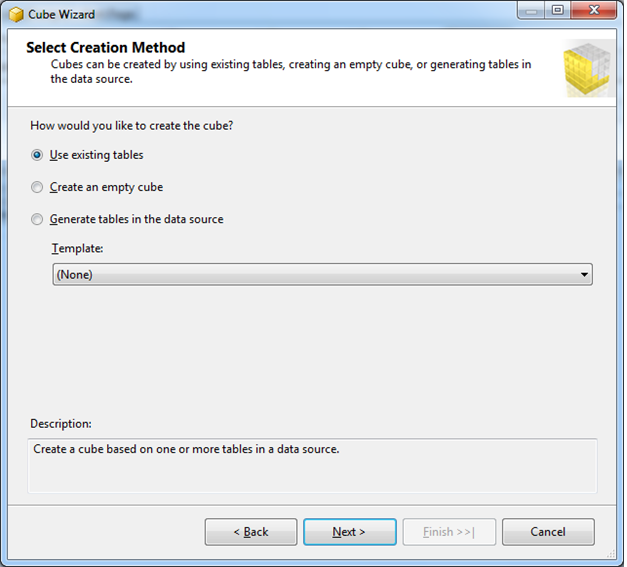 Cube Wizard
Select Creation Method
Cubes can be created by using existing tables, creating an empty cube, or generating tables in
the data source.
How would you like to create the cube?
Use existing tables
Create an empty cube
Generate tables in the data source
Template:
(None)
Description:
Create a cube based on one or more tables in a data source.
< Back
Next >
Finish >>|
Cancel